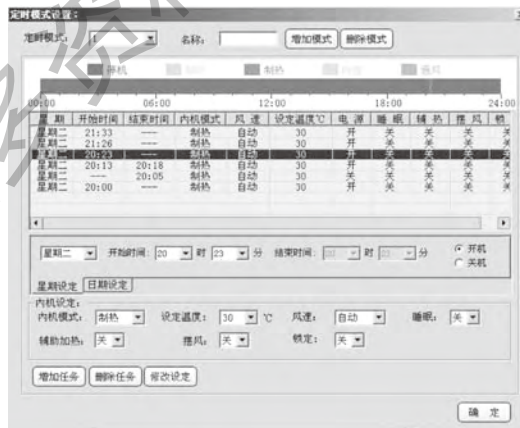 定时模式设置:
定时模式: 1 名称: 增加模式 删除模式
停机 制热 送风
00:00 06:00 12:00 18:00 24:00
星 期 开始时间 结束时间 内机模式 风 速 设定温度℃ 电 源 睡 眠 辅 热 摆 风 锁
星期二 21:33 --- 制热 自动 30 开 关 关 关 关
星期二 21:26 --- 制热 自动 30 开 关 关 关 关
星期二 20:23 --- 制热 自动 30 开 关 关 关 关
星期二 20:13 20:18 制热 自动 30 开 关 关 关 关
星期二 --- 20:05 制热 自动 30 关 关 关 关 关
星期二 20:00 --- 制热 自动 30 开 关 关 关 关
星期二 开始时间: 20 时 23 分 结束时间: 时 分 开机
关机
星期设定 日期设定
内机设定:
内机模式: 制热 设定温度: 30 ℃ 风速: 自动 睡眠: 关
辅助加热: 关 摆风: 关 锁定: 关
增加任务 删除任务 修改设定
确 定